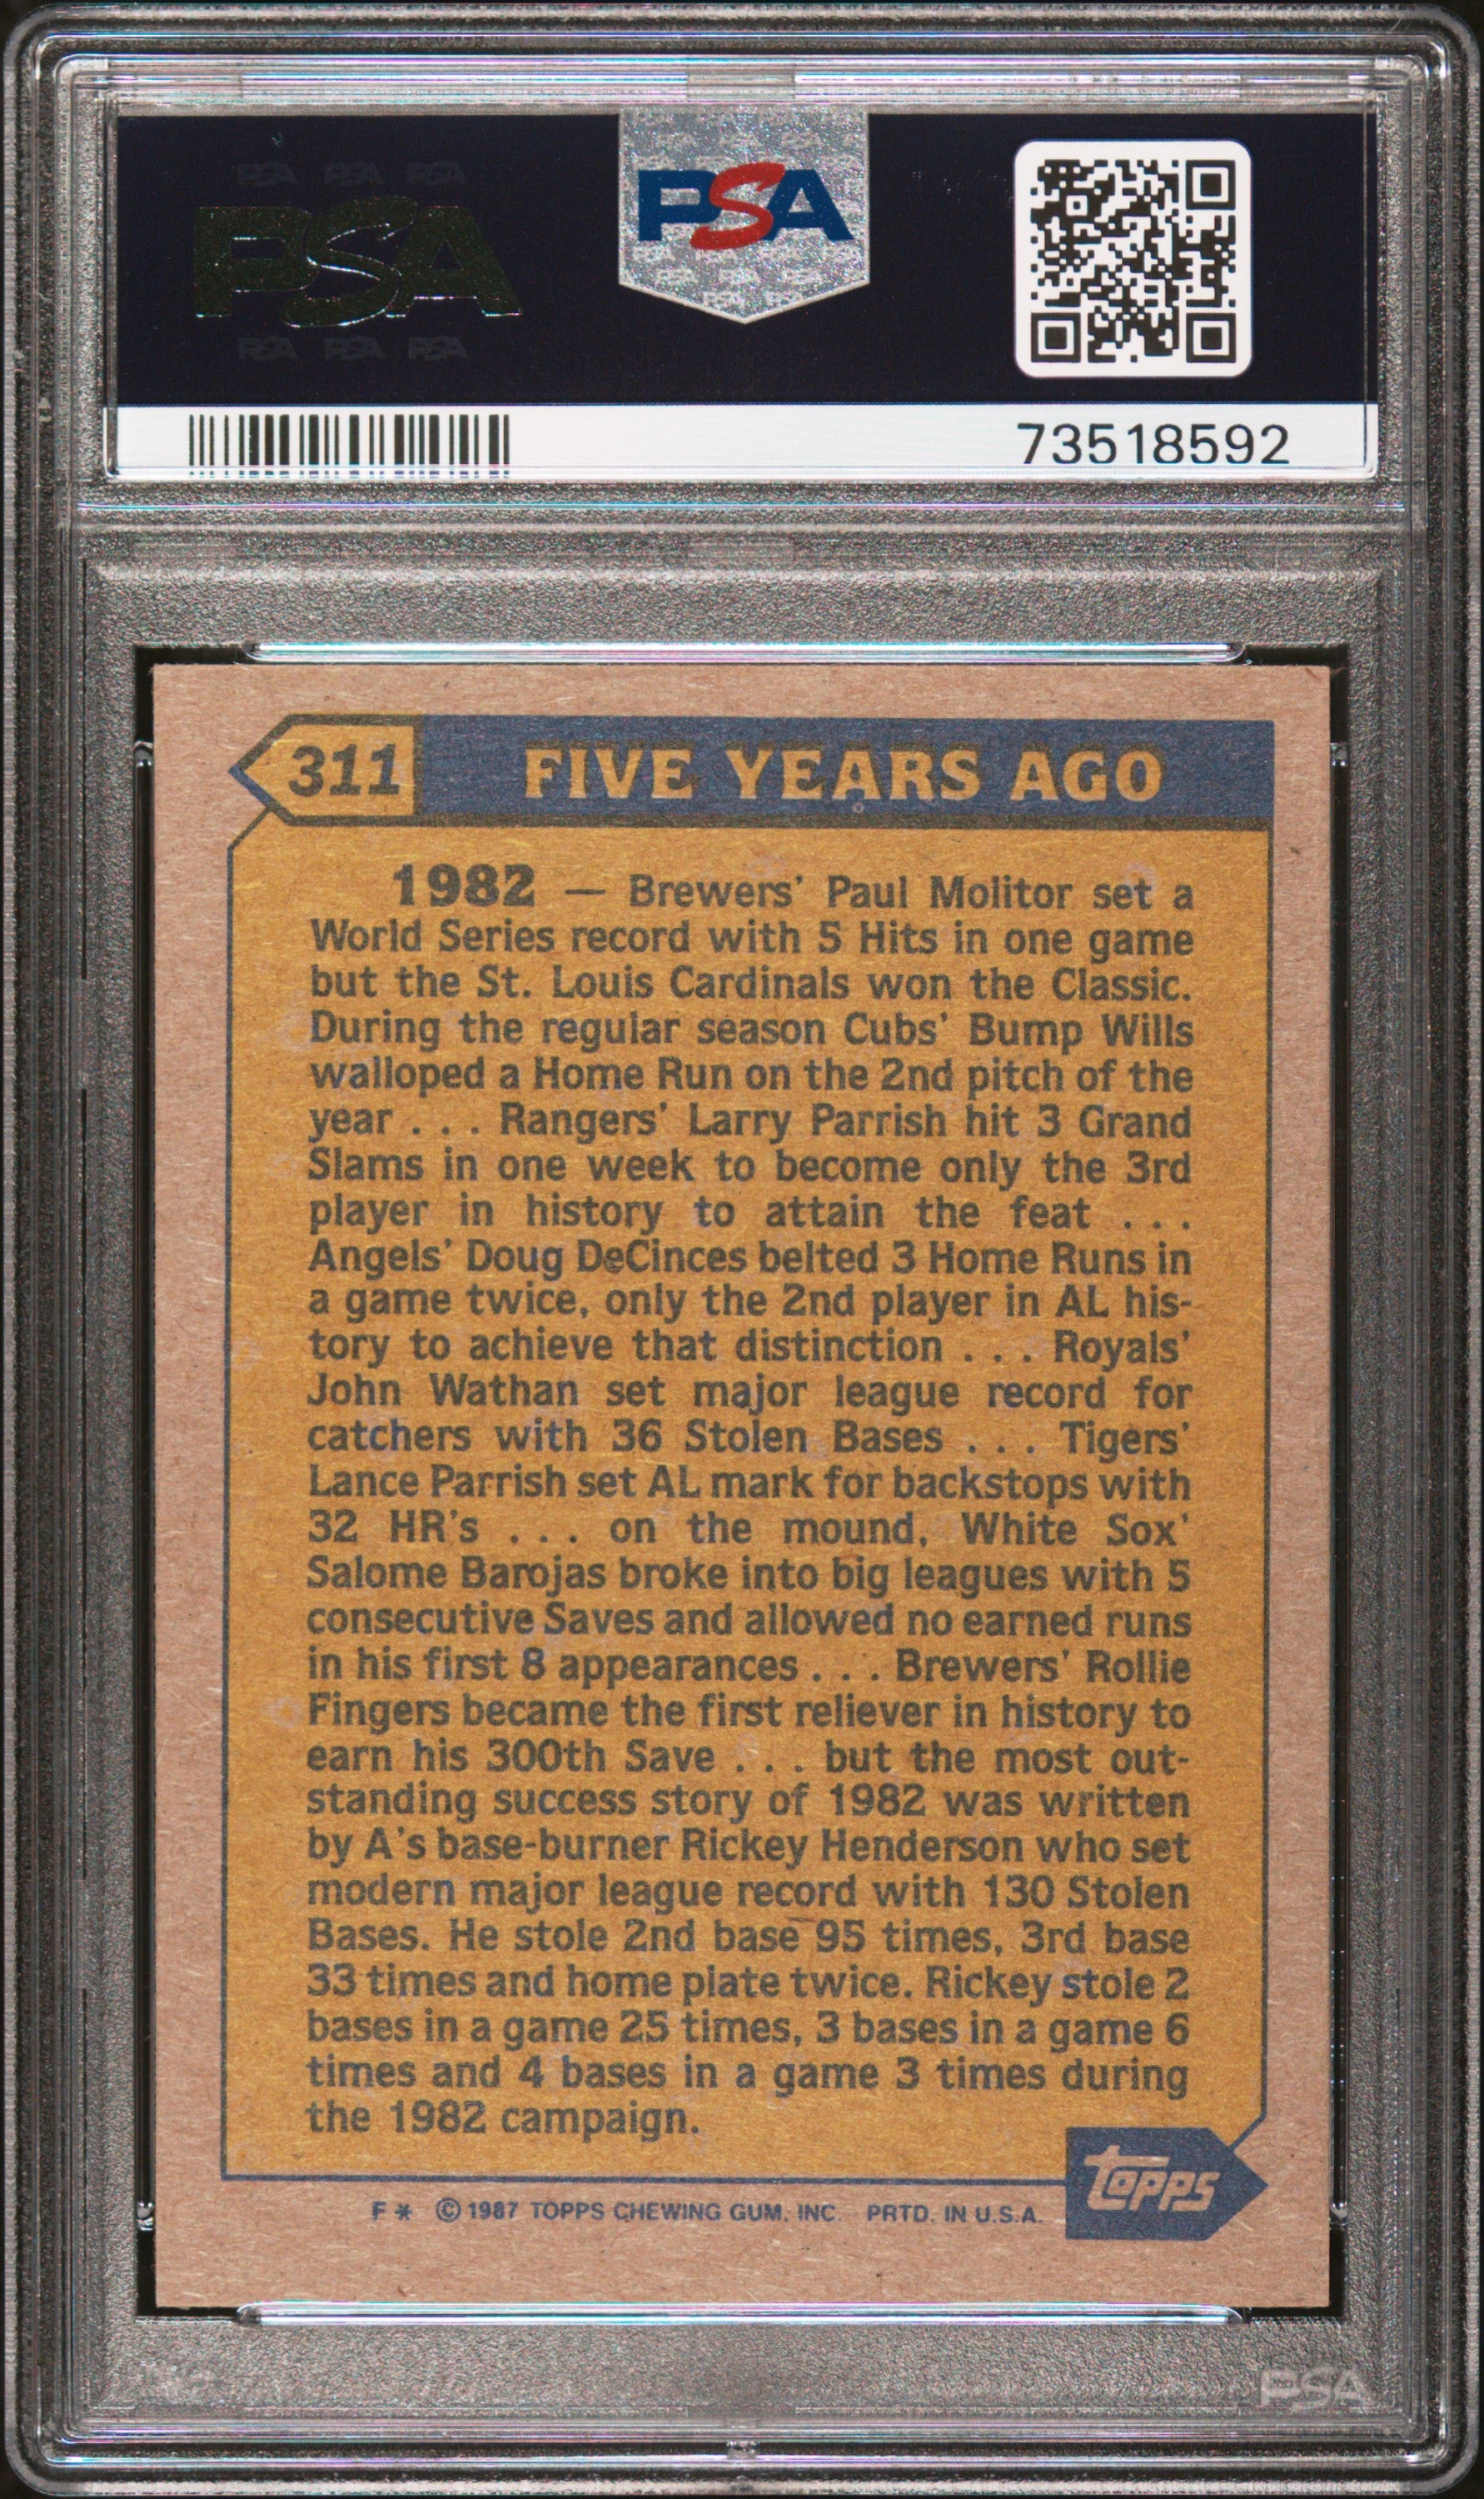 PSA PSA PSA
PSA
PSA PSA PSA
PSA
73518592
311 FIVE YEARS AGO
1982 — Brewers' Paul Molitor set a
World Series record with 5 Hits in one game
but the St. Louis Cardinals won the Classic.
During the regular season Cubs' Bump Wills
walloped a Home Run on the 2nd pitch of the
year . . . Rangers' Larry Parrish hit 3 Grand
Slams in one week to become only the 3rd
player in history to attain the feat . . .
Angels' Doug DeCinces belted 3 Home Runs in
a game twice, only the 2nd player in AL his-
tory to achieve that distinction . . . Royals'
John Wathan set major league record for
catchers with 36 Stolen Bases . . . Tigers'
Lance Parrish set AL mark for backstops with
32 HR's . . . on the mound, White Sox'
Salome Barojas broke into big leagues with 5
consecutive Saves and allowed no earned runs
in his first 8 appearances . . . Brewers' Rollie
Fingers became the first reliever in history to
earn his 300th Save . . . but the most out-
standing success story of 1982 was written
by A's base-burner Rickey Henderson who set
modern major league record with 130 Stolen
Bases. He stole 2nd base 95 times, 3rd base
33 times and home plate twice. Rickey stole 2
bases in a game 25 times, 3 bases in a game 6
times and 4 bases in a game 3 times during
the 1982 campaign.
topps
F * © 1987 TOPPS CHEWING GUM, INC. PRTD. IN U.S.A.
PSA